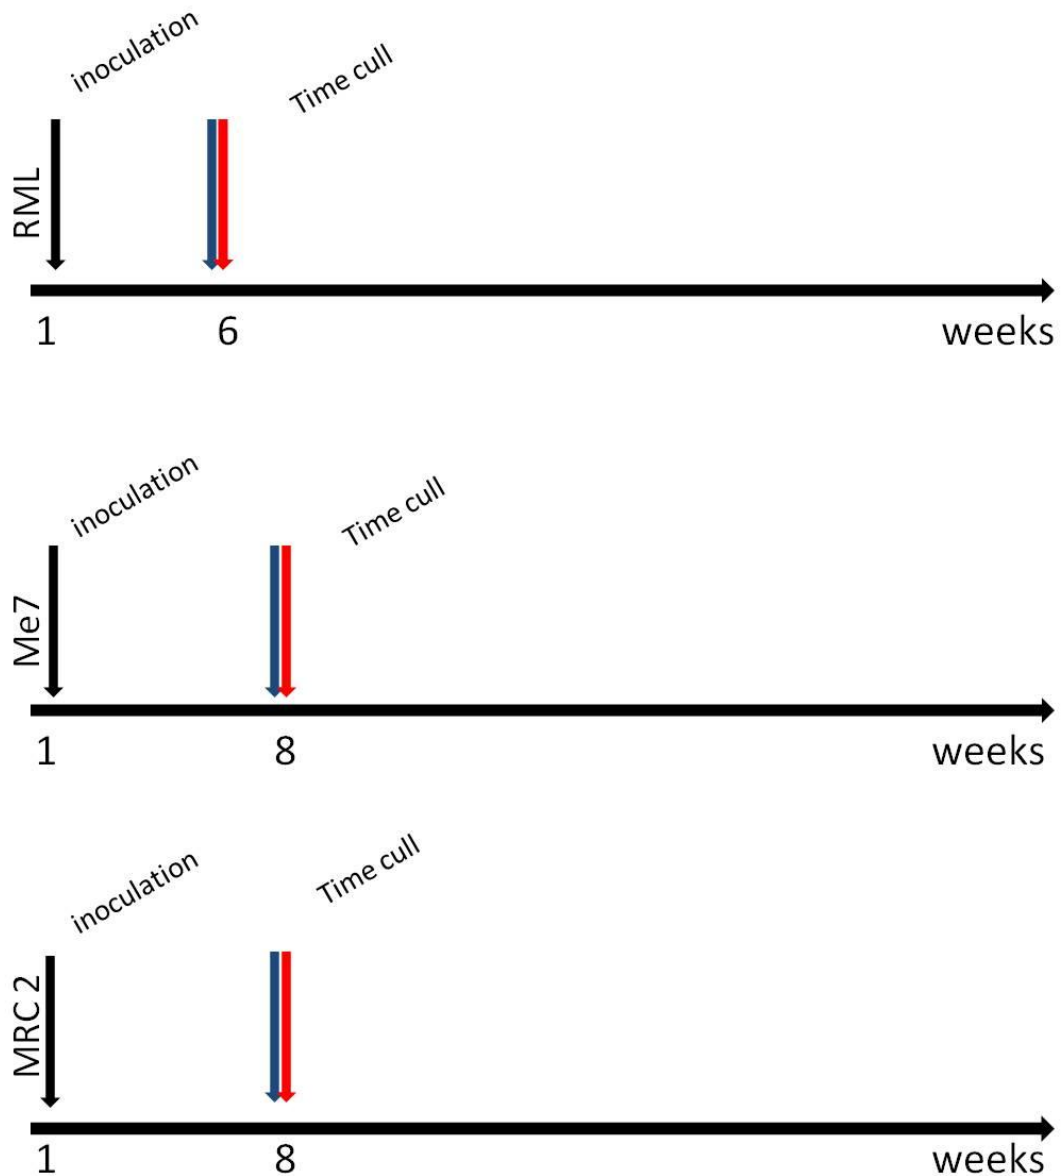 inoculation
Time cull
RML
1 6 weeks
inoculation
Time cull
Me7
1 8 weeks
inoculation
Time cull
MRC 2
1 8